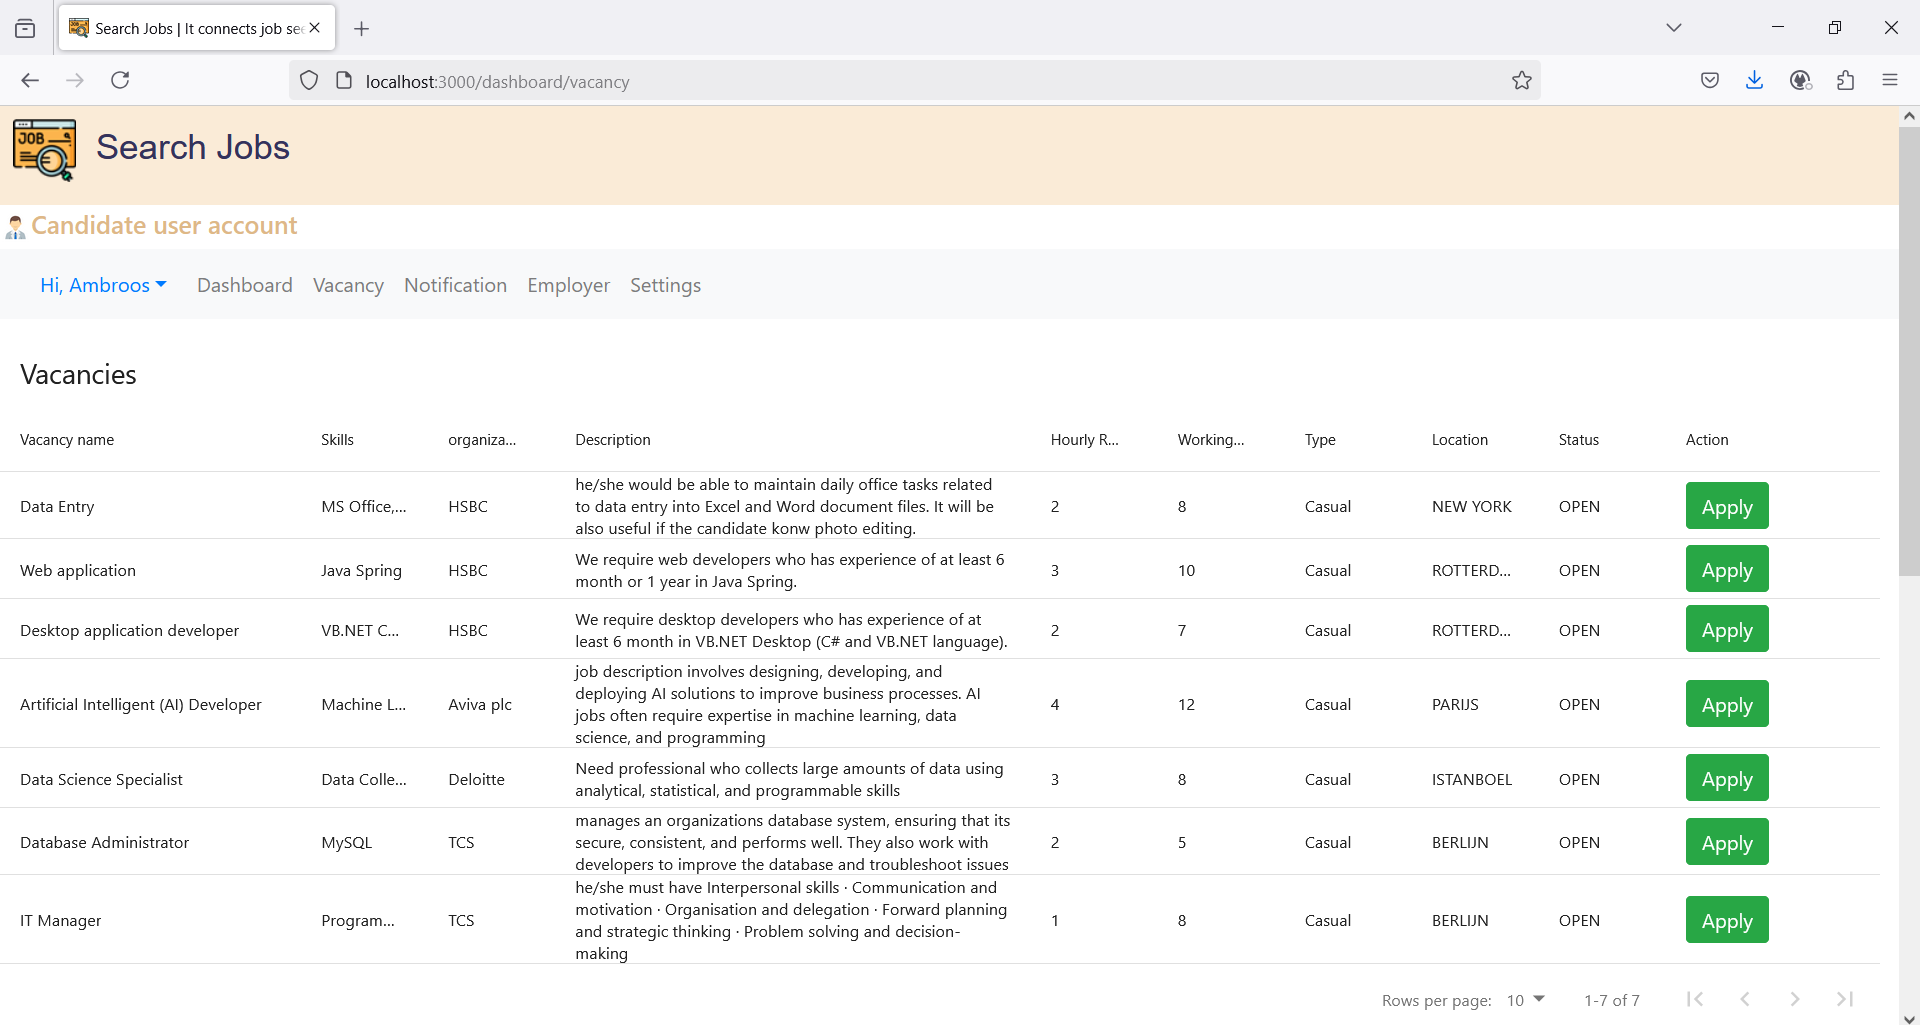 Search Jobs | It connects job se
localhost:3000/dashboard/vacancy
JOB
Search Jobs
Candidate user account
Hi, Ambroos Dashboard Vacancy Notification Employer Settings
Vacancies
Vacancy name Skills organiza... Description Hourly R... Working... Type Location Status Action
he/she would be able to maintain daily office tasks related
Data Entry MS Office,... HSBC to data entry into Excel and Word document files. It will be 2 8 Casual NEW YORK OPEN Apply
also useful if the candidate konw photo editing.
We require web developers who has experience of at least 6
Web application Java Spring HSBC 3 10 Casual ROTTERD... OPEN Apply
month or 1 year in Java Spring.
We require desktop developers who has experience of at
Desktop application developer VB.NET C... HSBC 2 7 Casual ROTTERD... OPEN Apply
least 6 month in VB.NET Desktop (C# and VB.NET language).
job description involves designing, developing, and
deploying AI solutions to improve business processes. AI
Artificial Intelligent (AI) Developer Machine L... Aviva plc 4 12 Casual PARIJS OPEN Apply
jobs often require expertise in machine learning, data
science, and programming
Need professional who collects large amounts of data using
Data Science Specialist Data Colle... Deloitte 3 8 Casual ISTANBOEL OPEN Apply
analytical, statistical, and programmable skills
manages an organizations database system, ensuring that its
Database Administrator MySQL TCS secure, consistent, and performs well. They also work with 2 5 Casual BERLIJN OPEN Apply
developers to improve the database and troubleshoot issues
he/she must have Interpersonal skills · Communication and
motivation · Organisation and delegation · Forward planning
IT Manager Program... TCS 1 8 Casual BERLIJN OPEN Apply
and strategic thinking · Problem solving and decision-
making
Rows per page: 10 1-7 of 7